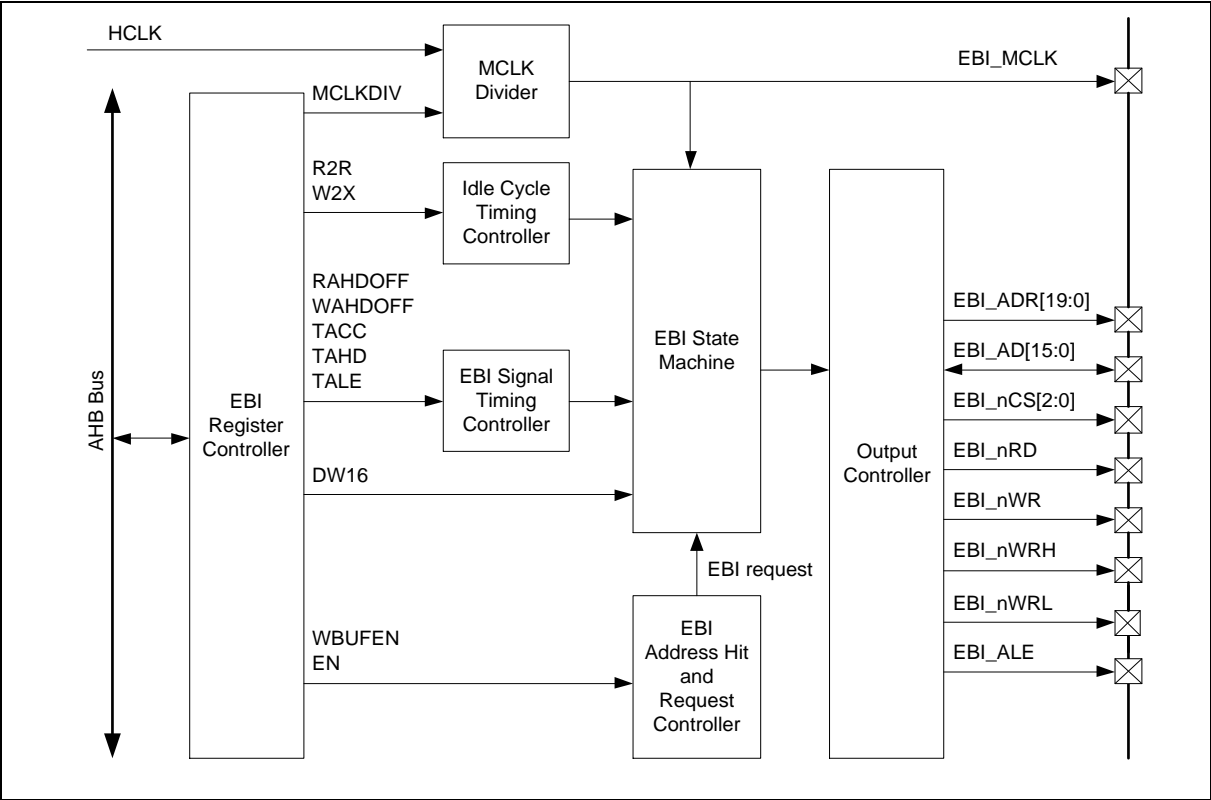 HCLK
MCLK
Divider
EBI_MCLK
MCLKDIV
R2R
W2X
Idle Cycle
Timing
Controller
RAHDOFF
WAHDOFF
TACC
TAHD
TALE
EBI Signal
Timing
Controller
AHB Bus
EBI
Register
Controller
DW16
EBI State
Machine
EBI request
WBUFEN
EN
EBI
Address Hit
and
Request
Controller
Output
Controller
EBI_ADR[19:0]
EBI_AD[15:0]
EBI_nCS[2:0]
EBI_nRD
EBI_nWR
EBI_nWRH
EBI_nWRL
EBI_ALE